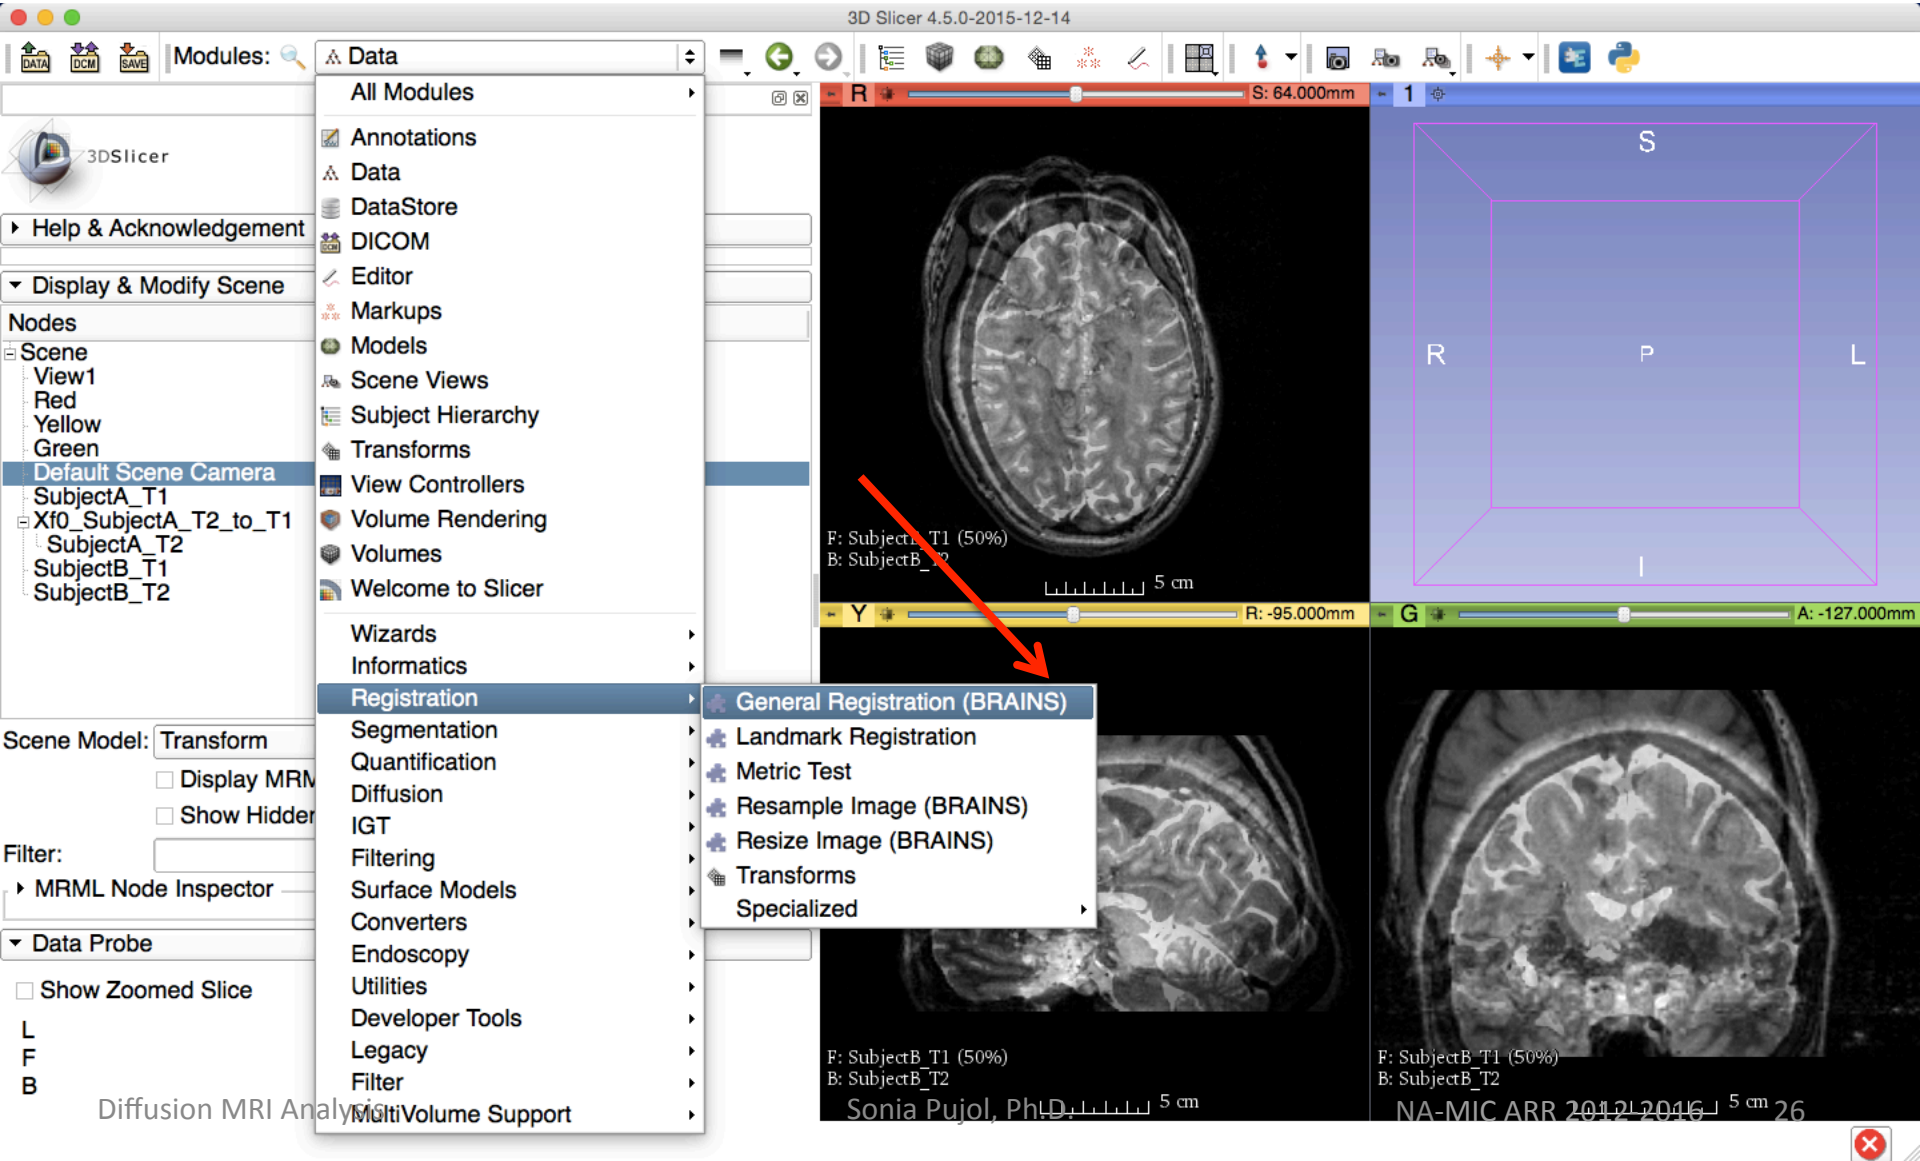 3D Slicer 4.5.0-2015-12-14
DATA
DCM
SAVE
Modules:
Data
All Modules
Annotations
Data
DataStore
DICOM
Editor
Markups
Models
Scene Views
Subject Hierarchy
Transforms
View Controllers
Volume Rendering
Volumes
Welcome to Slicer
Wizards
Informatics
Registration
Segmentation
Quantification
Diffusion
IGT
Filtering
Surface Models
Converters
Endoscopy
Utilities
Developer Tools
Legacy
Filter
MultiVolume Support
General Registration (BRAINS)
Landmark Registration
Metric Test
Resample Image (BRAINS)
Resize Image (BRAINS)
Transforms
Specialized
3DSlicer
Help & Acknowledgement
Display & Modify Scene
Nodes
Scene
View1
Red
Yellow
Green
Default Scene Camera
SubjectA_T1
Xf0_SubjectA_T2_to_T1
SubjectA_T2
SubjectB_T1
SubjectB_T2
Scene Model: Transform
Display MRM
Show Hidden
Filter:
MRML Node Inspector
Data Probe
Show Zoomed Slice
L
F
B
R
S: 64.000mm
F: SubjectB_T1 (50%)
B: SubjectB_T2
5 cm
1
S
R
P
L
I
Y
R: -95.000mm
F: SubjectB_T1 (50%)
B: SubjectB_T2
5 cm
G
A: -127.000mm
F: SubjectB_T1 (50%)
B: SubjectB_T2
5 cm
Diffusion MRI Analysis
Sonia Pujol, Ph.D.
NA-MIC ARR 2012-2016
26